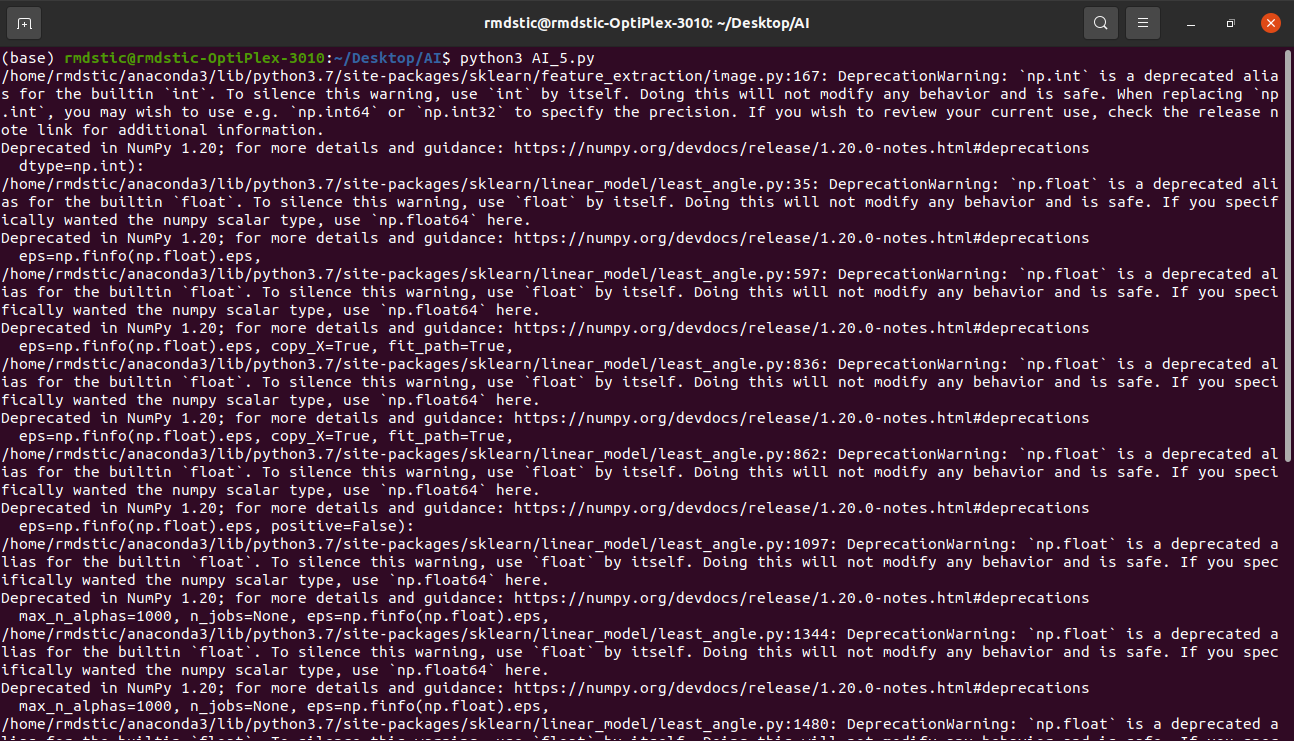 rmdstic@rmdstic-OptiPlex-3010: ~/Desktop/AI
(base) rmdstic@rmdstic-OptiPlex-3010:~/Desktop/AI$ python3 AI_5.py
/home/rmdstic/anaconda3/lib/python3.7/site-packages/sklearn/feature_extraction/image.py:167: DeprecationWarning: `np.int` is a deprecated alia
s for the builtin `int`. To silence this warning, use `int` by itself. Doing this will not modify any behavior and is safe. When replacing `np
.int`, you may wish to use e.g. `np.int64` or `np.int32` to specify the precision. If you wish to review your current use, check the release n
ote link for additional information.
Deprecated in NumPy 1.20; for more details and guidance: https://numpy.org/devdocs/release/1.20.0-notes.html#deprecations
  dtype=np.int):
/home/rmdstic/anaconda3/lib/python3.7/site-packages/sklearn/linear_model/least_angle.py:35: DeprecationWarning: `np.float` is a deprecated ali
as for the builtin `float`. To silence this warning, use `float` by itself. Doing this will not modify any behavior and is safe. If you specif
ically wanted the numpy scalar type, use `np.float64` here.
Deprecated in NumPy 1.20; for more details and guidance: https://numpy.org/devdocs/release/1.20.0-notes.html#deprecations
  eps=np.finfo(np.float).eps,
/home/rmdstic/anaconda3/lib/python3.7/site-packages/sklearn/linear_model/least_angle.py:597: DeprecationWarning: `np.float` is a deprecated al
ias for the builtin `float`. To silence this warning, use `float` by itself. Doing this will not modify any behavior and is safe. If you speci
fically wanted the numpy scalar type, use `np.float64` here.
Deprecated in NumPy 1.20; for more details and guidance: https://numpy.org/devdocs/release/1.20.0-notes.html#deprecations
  eps=np.finfo(np.float).eps, copy_X=True, fit_path=True,
/home/rmdstic/anaconda3/lib/python3.7/site-packages/sklearn/linear_model/least_angle.py:836: DeprecationWarning: `np.float` is a deprecated al
ias for the builtin `float`. To silence this warning, use `float` by itself. Doing this will not modify any behavior and is safe. If you speci
fically wanted the numpy scalar type, use `np.float64` here.
Deprecated in NumPy 1.20; for more details and guidance: https://numpy.org/devdocs/release/1.20.0-notes.html#deprecations
  eps=np.finfo(np.float).eps, copy_X=True, fit_path=True,
/home/rmdstic/anaconda3/lib/python3.7/site-packages/sklearn/linear_model/least_angle.py:862: DeprecationWarning: `np.float` is a deprecated al
ias for the builtin `float`. To silence this warning, use `float` by itself. Doing this will not modify any behavior and is safe. If you speci
fically wanted the numpy scalar type, use `np.float64` here.
Deprecated in NumPy 1.20; for more details and guidance: https://numpy.org/devdocs/release/1.20.0-notes.html#deprecations
  eps=np.finfo(np.float).eps, positive=False):
/home/rmdstic/anaconda3/lib/python3.7/site-packages/sklearn/linear_model/least_angle.py:1097: DeprecationWarning: `np.float` is a deprecated a
lias for the builtin `float`. To silence this warning, use `float` by itself. Doing this will not modify any behavior and is safe. If you spec
ifically wanted the numpy scalar type, use `np.float64` here.
Deprecated in NumPy 1.20; for more details and guidance: https://numpy.org/devdocs/release/1.20.0-notes.html#deprecations
  max_n_alphas=1000, n_jobs=None, eps=np.finfo(np.float).eps,
/home/rmdstic/anaconda3/lib/python3.7/site-packages/sklearn/linear_model/least_angle.py:1344: DeprecationWarning: `np.float` is a deprecated a
lias for the builtin `float`. To silence this warning, use `float` by itself. Doing this will not modify any behavior and is safe. If you spec
ifically wanted the numpy scalar type, use `np.float64` here.
Deprecated in NumPy 1.20; for more details and guidance: https://numpy.org/devdocs/release/1.20.0-notes.html#deprecations
  max_n_alphas=1000, n_jobs=None, eps=np.finfo(np.float).eps,
/home/rmdstic/anaconda3/lib/python3.7/site-packages/sklearn/linear_model/least_angle.py:1480: DeprecationWarning: `np.float` is a deprecated a